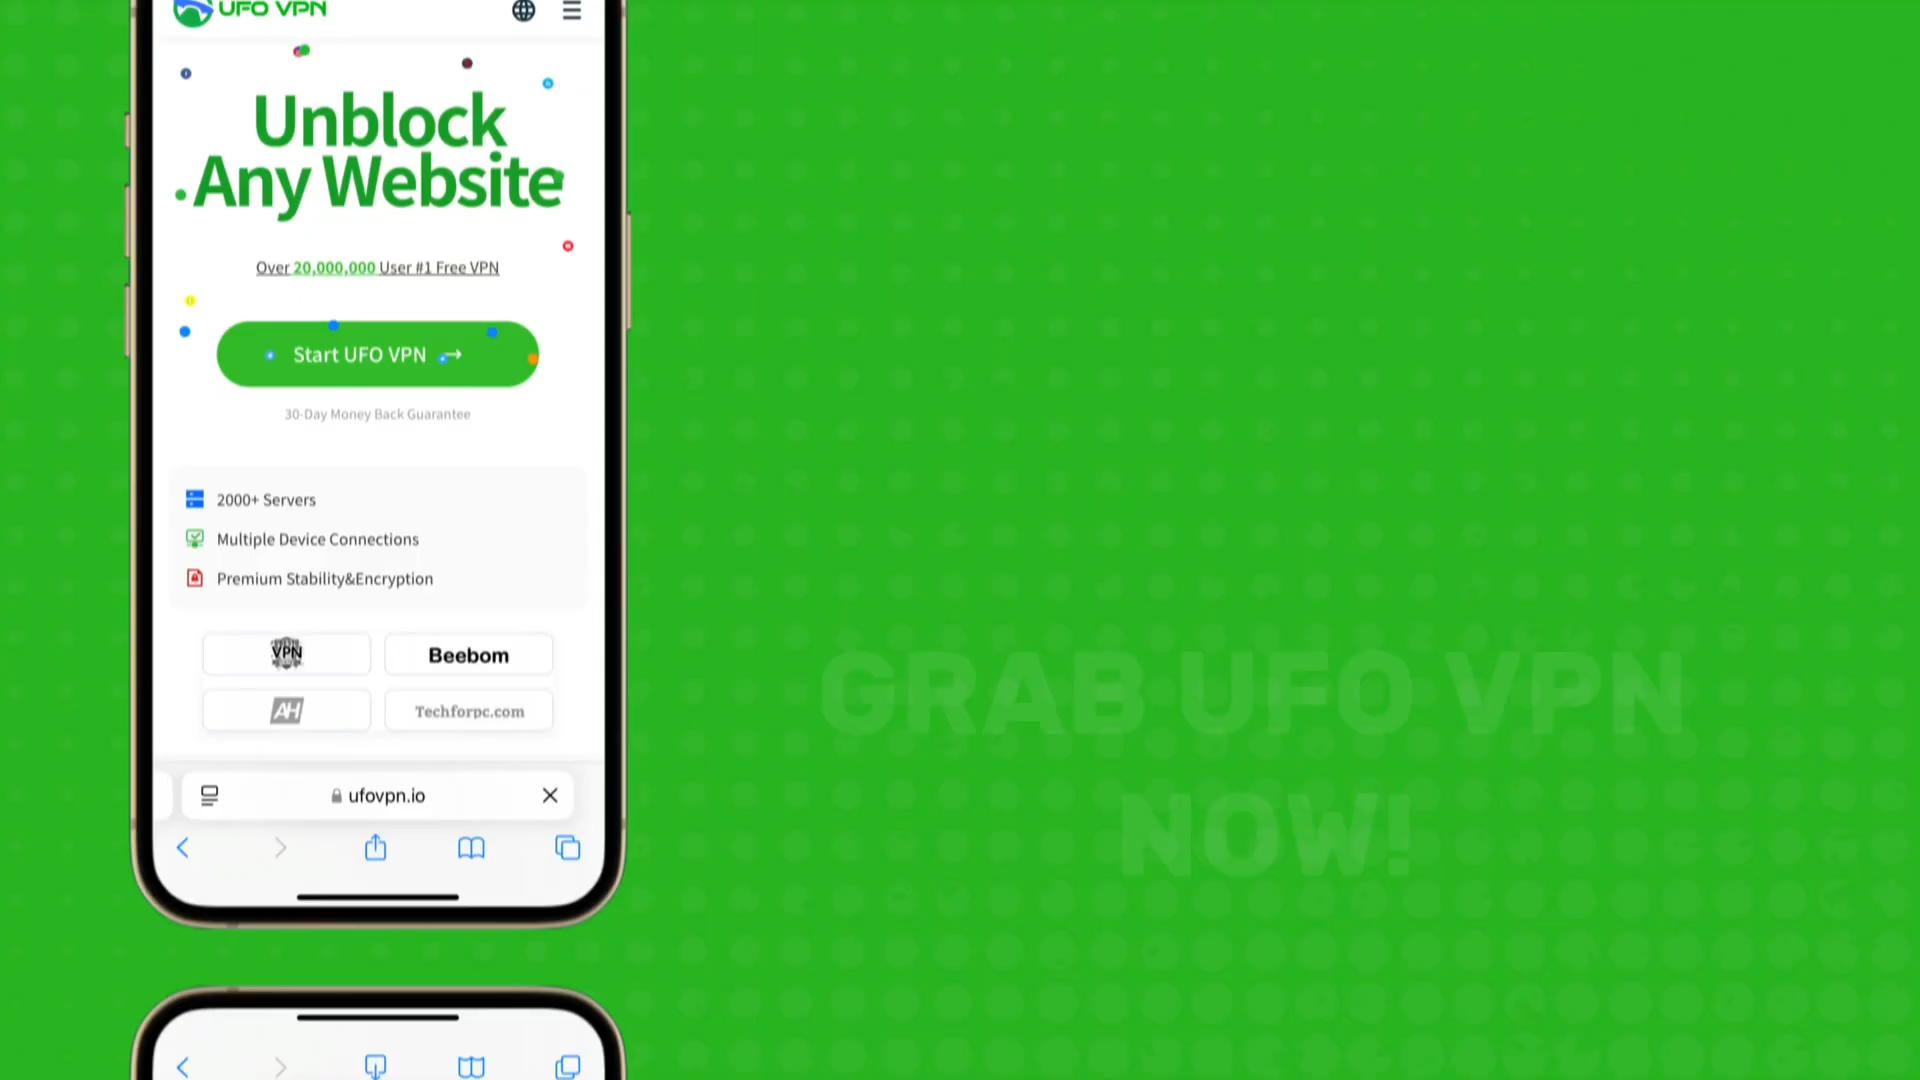 UFO VPN
Unblock
Any Website
Over 20,000,000 User #1 Free VPN
Start UFO VPN →
30-Day Money Back Guarantee
2000+ Servers
Multiple Device Connections
Premium Stability&Encryption
VPN
Beebom
AH
Techforpc.com
ufovpn.io
GRAB UFO VPN
NOW!